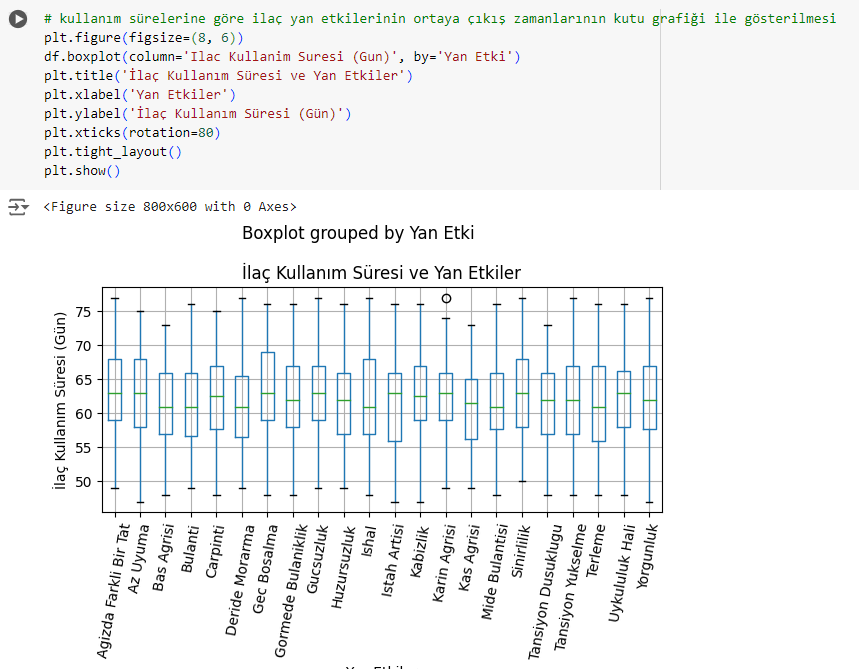 # kullanım sürelerine göre ilaç yan etkilerinin ortaya çıkış zamanlarının kutu grafiği ile gösterilmesi
plt.figure(figsize=(8, 6))
df.boxplot(column='Ilac Kullanim Suresi (Gun)', by='Yan Etki')
plt.title('İlaç Kullanım Süresi ve Yan Etkiler')
plt.xlabel('Yan Etkiler')
plt.ylabel('İlaç Kullanım Süresi (Gün)')
plt.xticks(rotation=80)
plt.tight_layout()
plt.show()
<Figure size 800x600 with 0 Axes>
Boxplot grouped by Yan Etki
İlaç Kullanım Süresi ve Yan Etkiler
İlaç Kullanım Süresi (Gün)
75
70
65
60
55
50
Agizda Farkli Bir Tat
Az Uyuma
Bas Agrisi
Bulanti
Carpinti
Deride Morarma
Gec Bosalma
Gormede Bulaniklik
Gucsuzluk
Huzursuzluk
Ishal
Istah Artisi
Kabizlik
Karin Agrisi
Kas Agrisi
Mide Bulantisi
Sinirlilik
Tansiyon Dusuklugu
Tansiyon Yukselme
Terleme
Uykululuk Hali
Yorgunluk